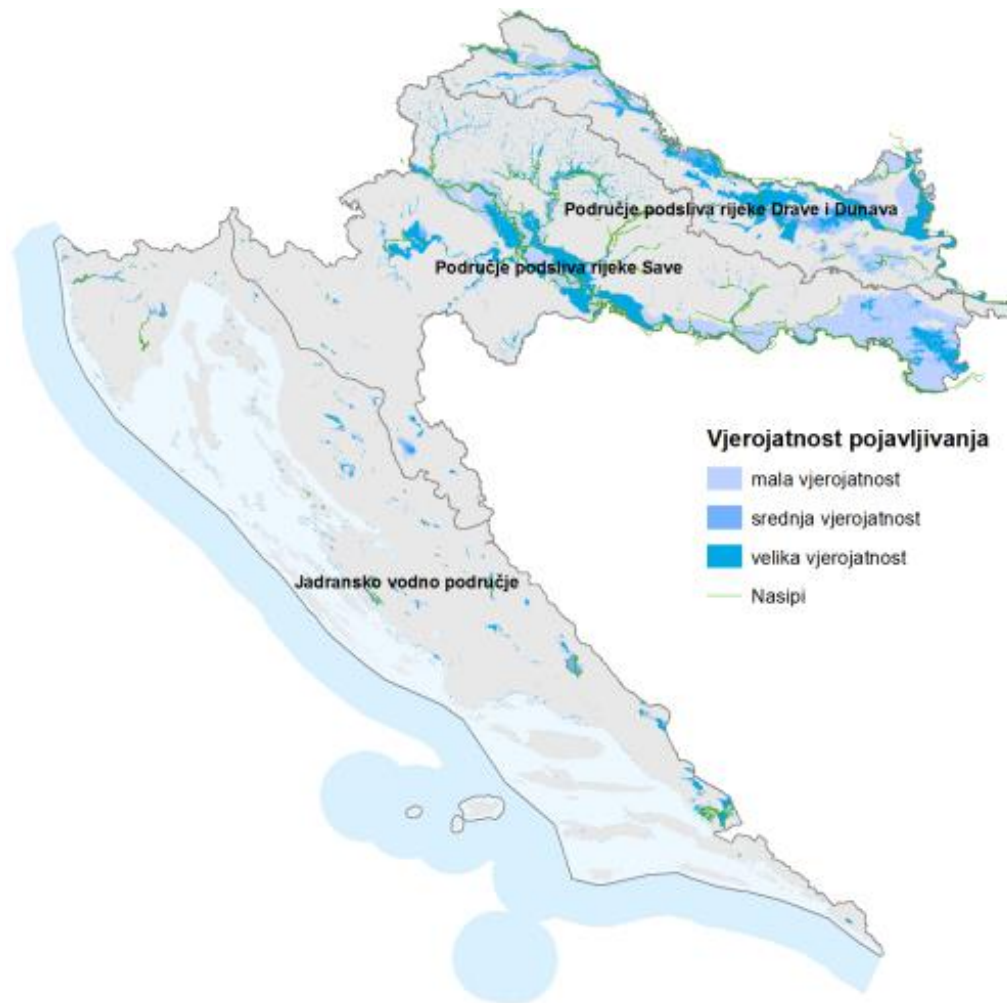 Područje podsliva rijeke Drave i Dunava
Područje podsliva rijeke Save
Vjerojatnost pojavljivanja
mala vjerojatnost
srednja vjerojatnost
velika vjerojatnost
Nasipi
Jadransko vodno područje